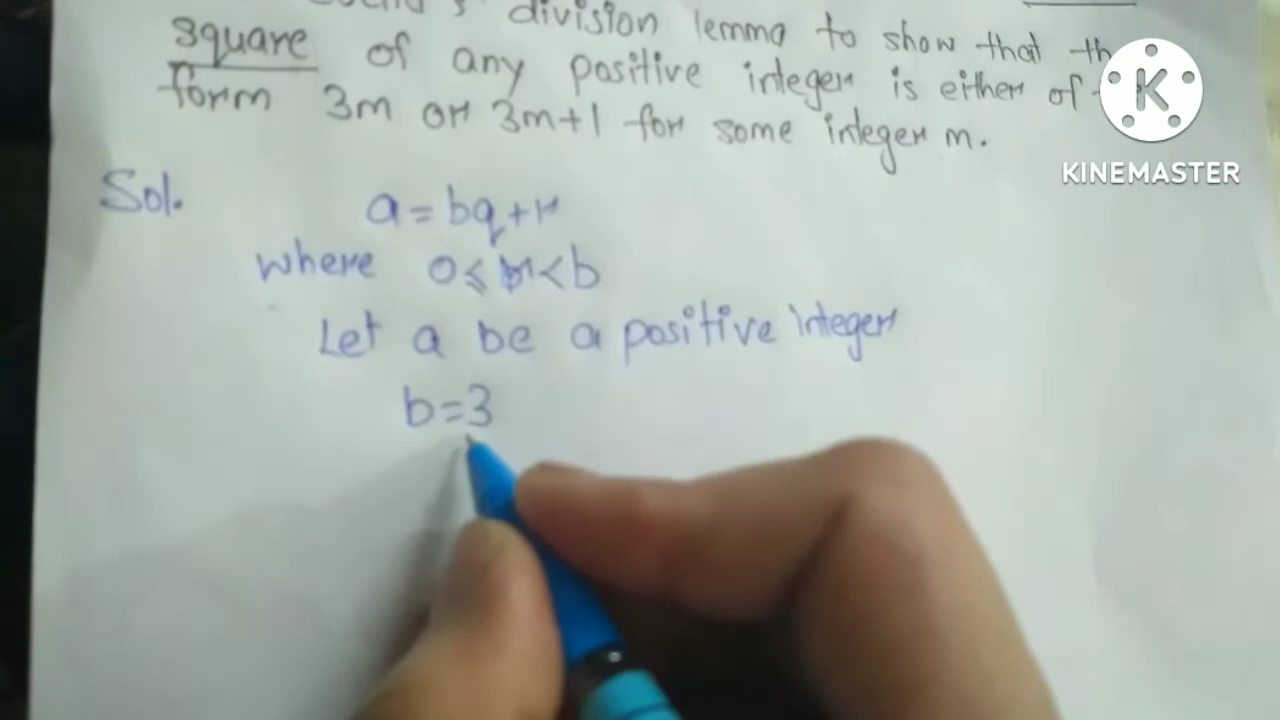 division lemma to show that th
square of any positive integer is either of
form 3m or 3m+1 for some integer m.
K
KINEMASTER
Sol. a = bq + r
where 0 ≤ r < b
Let a be a positive integer
b = 3